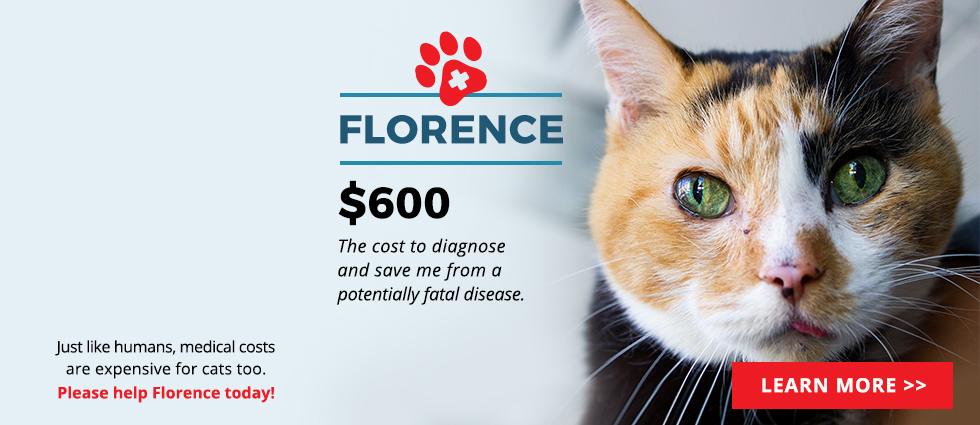 FLORENCE
$600
The cost to diagnose
and save me from a
potentially fatal disease.
Just like humans, medical costs
are expensive for cats too.
Please help Florence today!
LEARN MORE >>